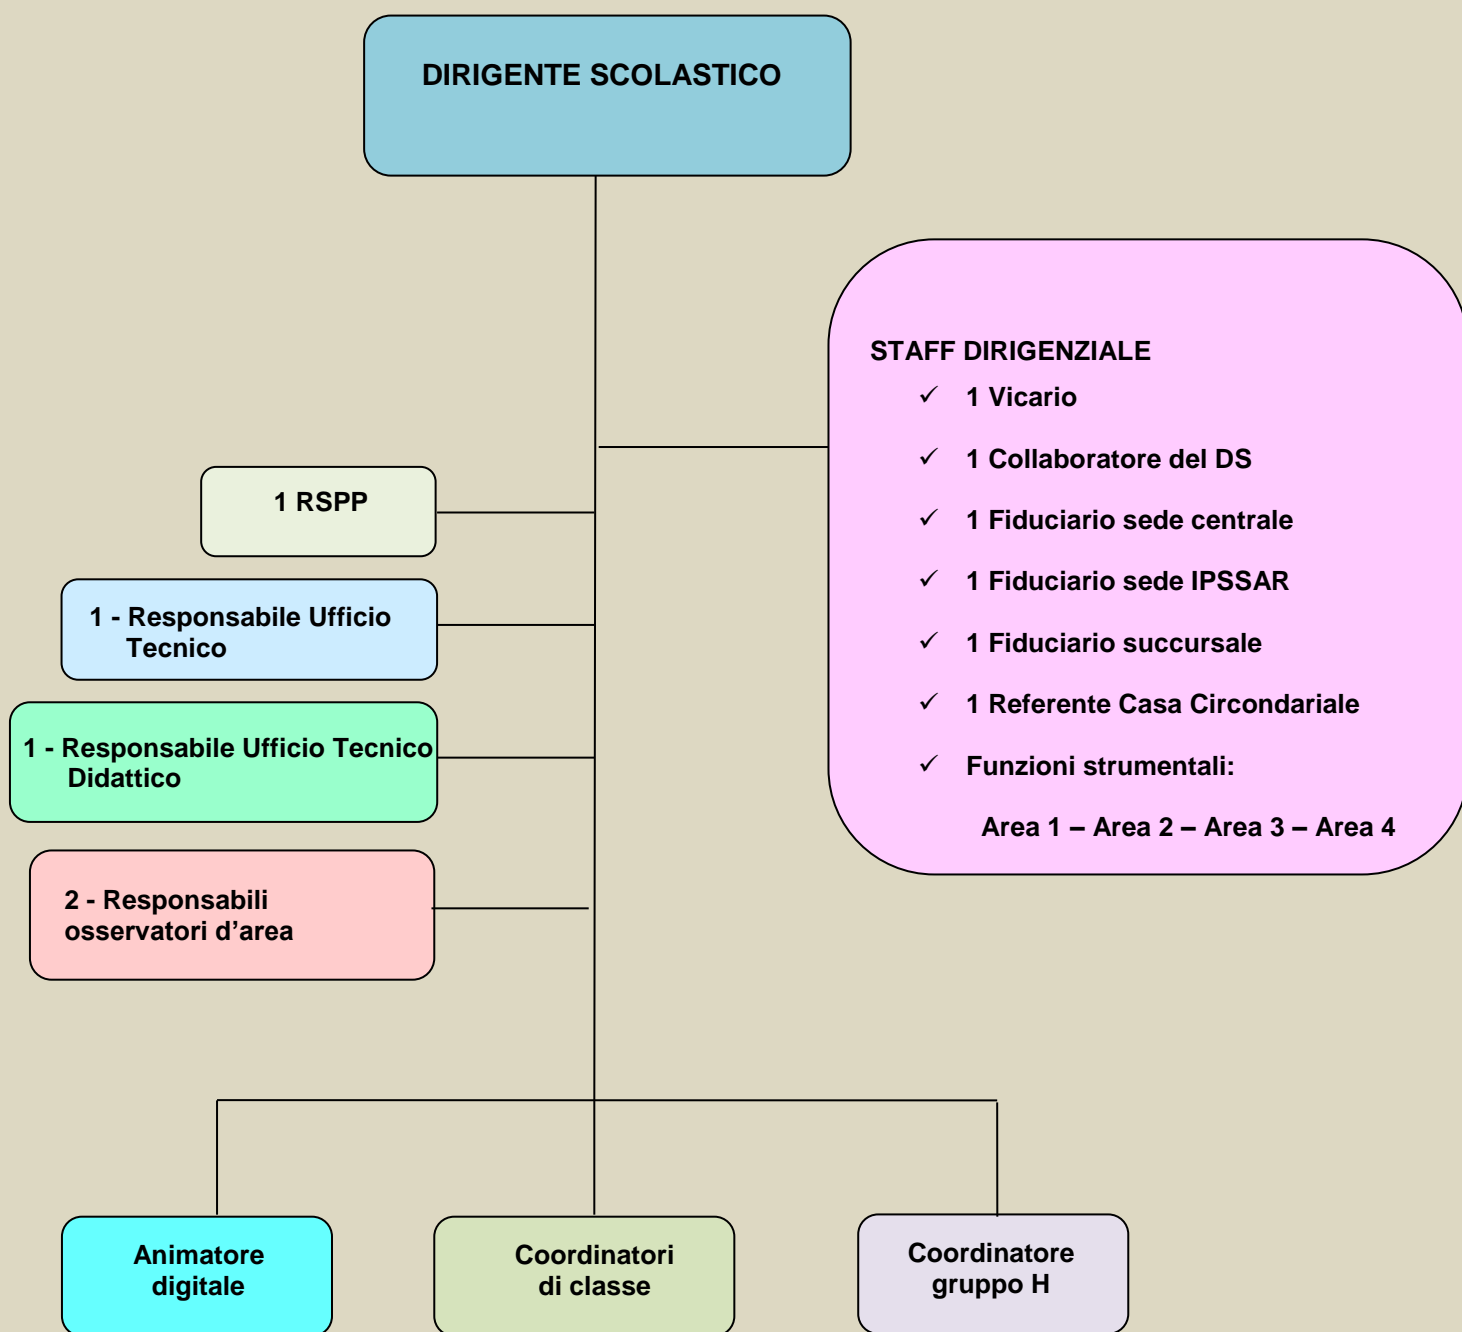 DIRIGENTE SCOLASTICO
STAFF DIRIGENZIALE
✓ 1 Vicario
✓ 1 Collaboratore del DS
✓ 1 Fiduciario sede centrale
✓ 1 Fiduciario sede IPSSAR
✓ 1 Fiduciario succursale
✓ 1 Referente Casa Circondariale
✓ Funzioni strumentali:
Area 1 – Area 2 – Area 3 – Area 4
1 RSPP
1 - Responsabile Ufficio
Tecnico
1 - Responsabile Ufficio Tecnico
Didattico
2 - Responsabili
osservatori d’area
Animatore
digitale
Coordinatori
di classe
Coordinatore
gruppo H